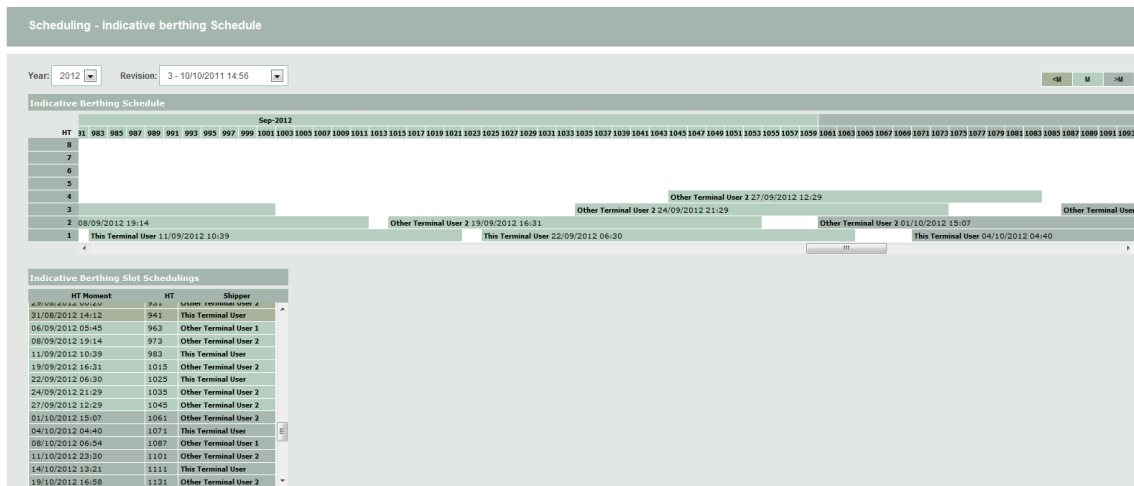 Scheduling - Indicative berthing Schedule
Year: 2012 Revision: 3 - 10/10/2011 14:56
<M M >M
Indicative Berthing Schedule
Sep-2012
HT 983 985 987 989 991 993 995 997 999 1001 1003 1005 1007 1009 1011 1013 1015 1017 1019 1021 1023 1025 1027 1029 1031 1033 1035 1037 1039 1041 1043 1045 1047 1049 1051 1053 1055 1057 1059 1061 1063 1065 1067 1069 1071 1073 1075 1077 1079 1081 1083 1085 1087 1089 1091 1093
8
7
6
5
4 Other Terminal User 2 27/09/2012 12:29
3 Other Terminal User 2 24/09/2012 21:29 Other Terminal User
2 08/09/2012 19:14 Other Terminal User 2 19/09/2012 16:31 Other Terminal User 2 01/10/2012 15:07
1 This Terminal User 11/09/2012 10:39 This Terminal User 22/09/2012 06:30 This Terminal User 04/10/2012 04:40
Indicative Berthing Slot Schedulings
HT Moment HT Shipper
29/08/2012 00:20 931 Other Terminal User 2
31/08/2012 14:12 941 This Terminal User
06/09/2012 05:45 963 Other Terminal User 1
08/09/2012 19:14 973 Other Terminal User 2
11/09/2012 10:39 983 This Terminal User
19/09/2012 16:31 1015 Other Terminal User 2
22/09/2012 06:30 1025 This Terminal User
24/09/2012 21:29 1035 Other Terminal User 2
27/09/2012 12:29 1045 Other Terminal User 2
01/10/2012 15:07 1061 Other Terminal User 2
04/10/2012 04:40 1071 This Terminal User
08/10/2012 06:54 1087 Other Terminal User 1
11/10/2012 23:30 1101 Other Terminal User 2
14/10/2012 13:21 1111 This Terminal User
19/10/2012 16:58 1131 Other Terminal User 2